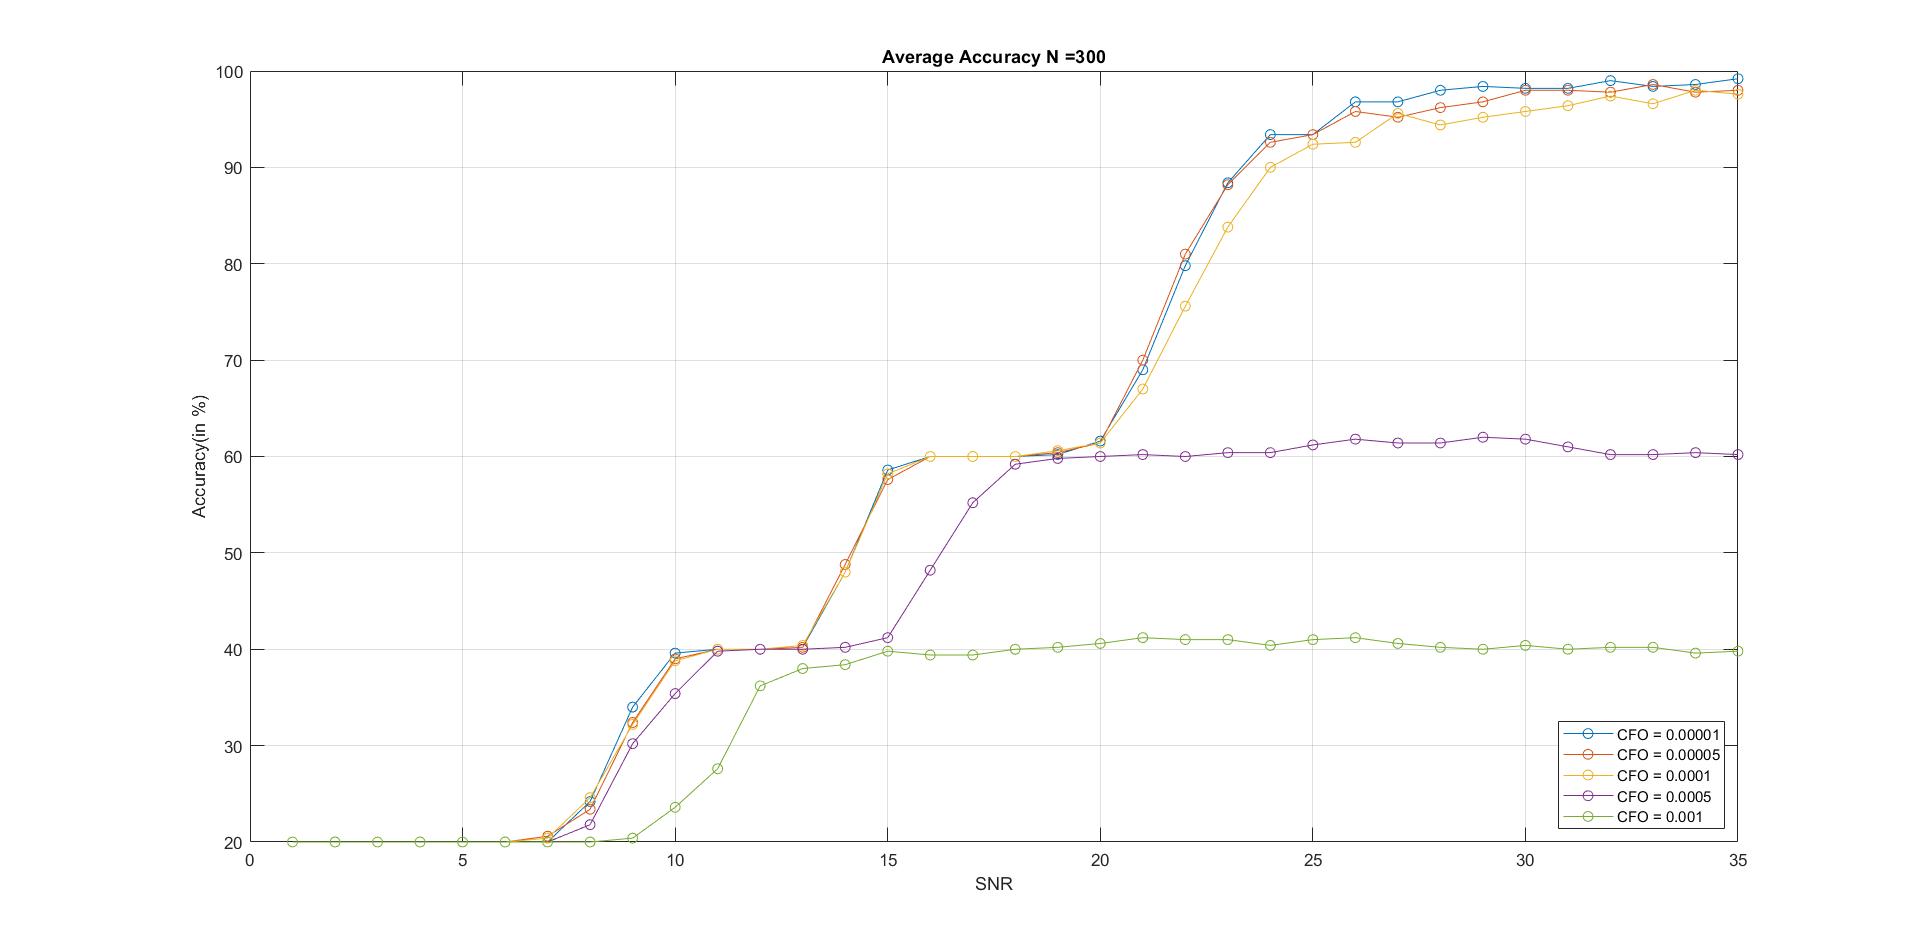 Average Accuracy N =300
100
90
80
70
60
50
40
30
20
Accuracy(in %)
0 5 10 15 20 25 30 35
SNR
CFO = 0.00001
CFO = 0.00005
CFO = 0.0001
CFO = 0.0005
CFO = 0.001